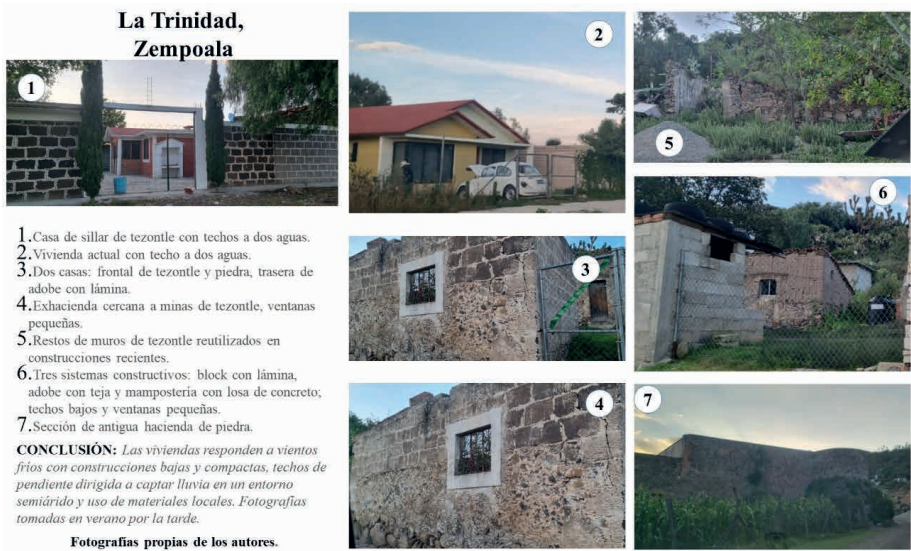 La Trinidad,
Zempoala
1
2
5
6
3
4
7
1.Casa de sillar de tezontle con techos a dos aguas.
2.Vivienda actual con techo a dos aguas.
3.Dos casas: frontal de tezontle y piedra, trasera de
adobe con lámina.
4.Exhacienda cercana a minas de tezontle, ventanas
pequeñas.
5.Restos de muros de tezontle reutilizados en
construcciones recientes.
6.Tres sistemas constructivos: block con lámina,
adobe con teja y mampostería con losa de concreto;
techos bajos y ventanas pequeñas.
7.Sección de antigua hacienda de piedra.
CONCLUSIÓN: Las viviendas responden a vientos
fríos con construcciones bajas y compactas, techos de
pendiente dirigida a captar lluvia en un entorno
semiárido y uso de materiales locales. Fotografías
tomadas en verano por la tarde.
Fotografías propias de los autores.